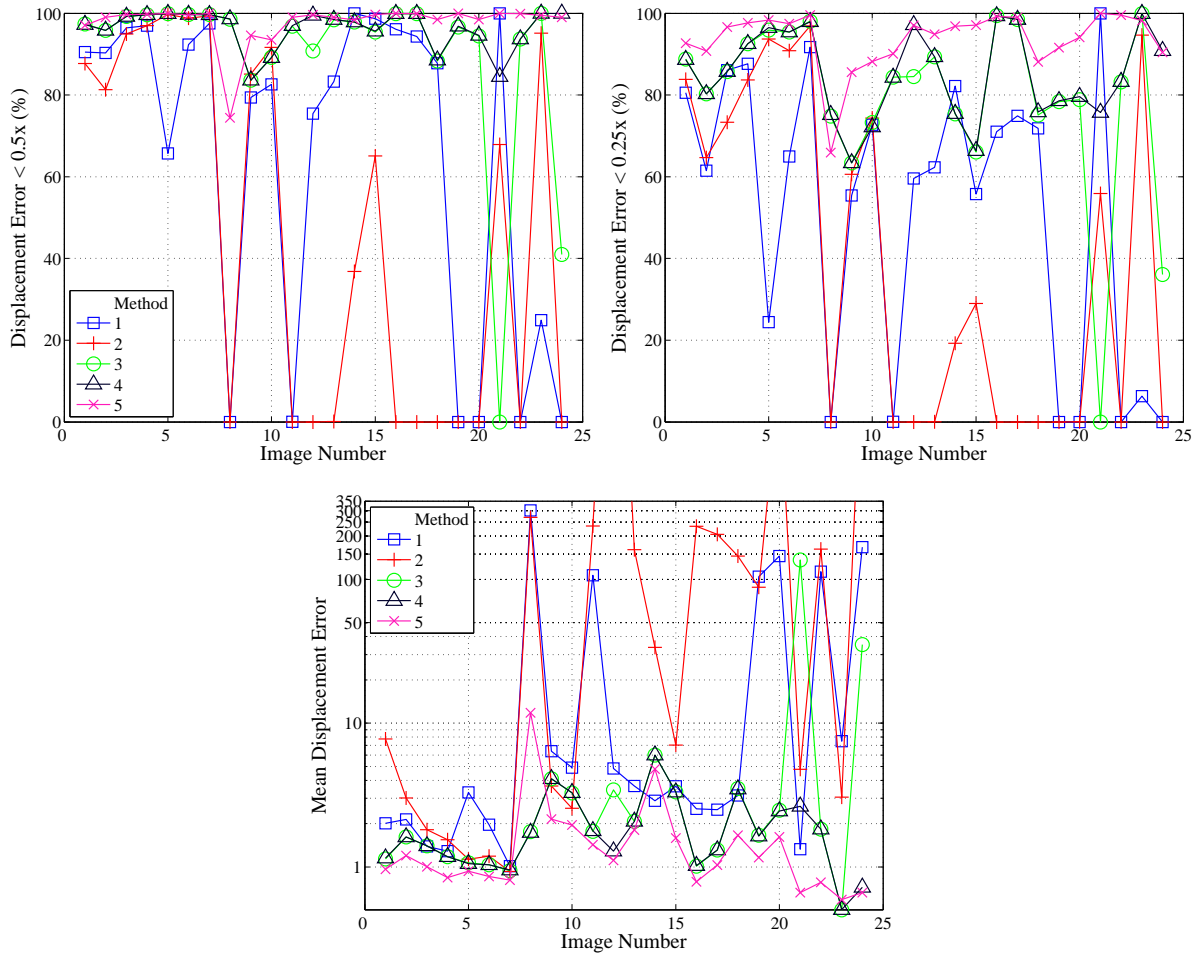 Displacement Error < 0.5x (%)
100
80
60
40
20
0
Method
1
2
3
4
5
0 5 10 15 20 25
Image Number
Displacement Error < 0.25x (%)
100
80
60
40
20
0
0 5 10 15 20 25
Image Number
Mean Displacement Error
350
300
250
200
150
100
50
10
1
Method
1
2
3
4
5
0 5 10 15 20 25
Image Number